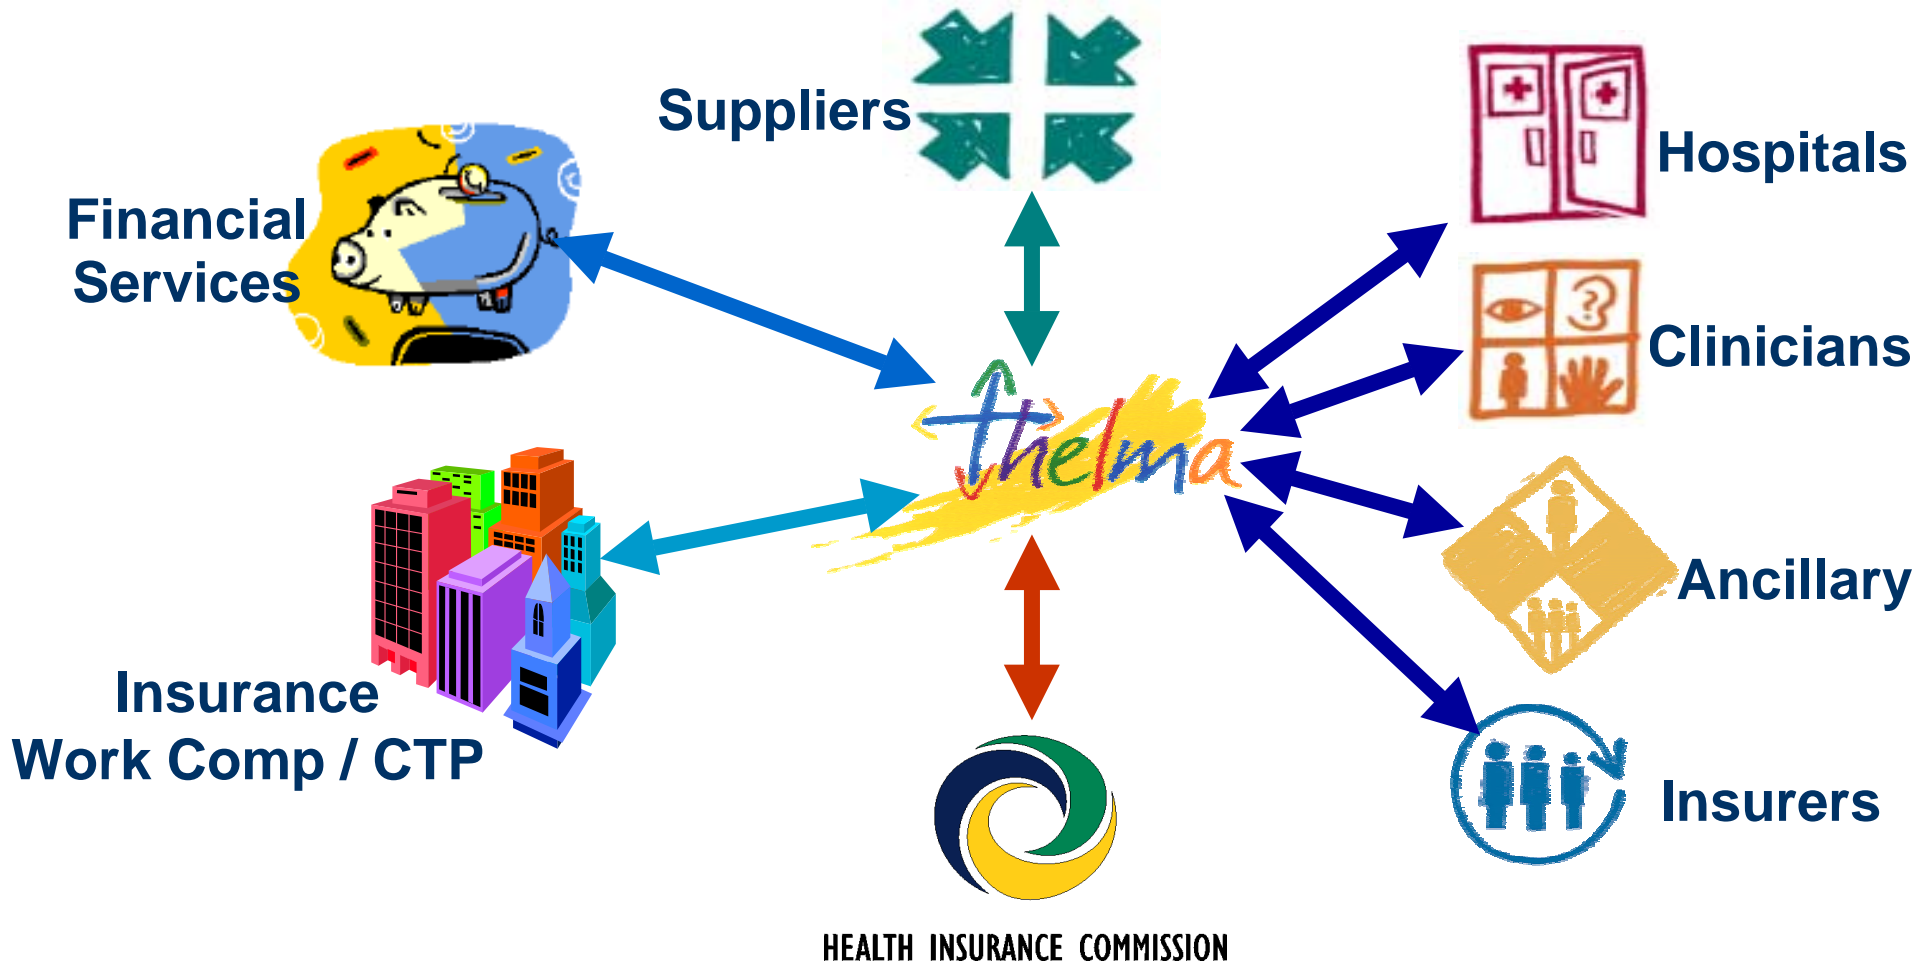 Suppliers
Hospitals
Financial
Services
Clinicians
thelma
Ancillary
Insurance
Work Comp / CTP
Insurers
HEALTH INSURANCE COMMISSION